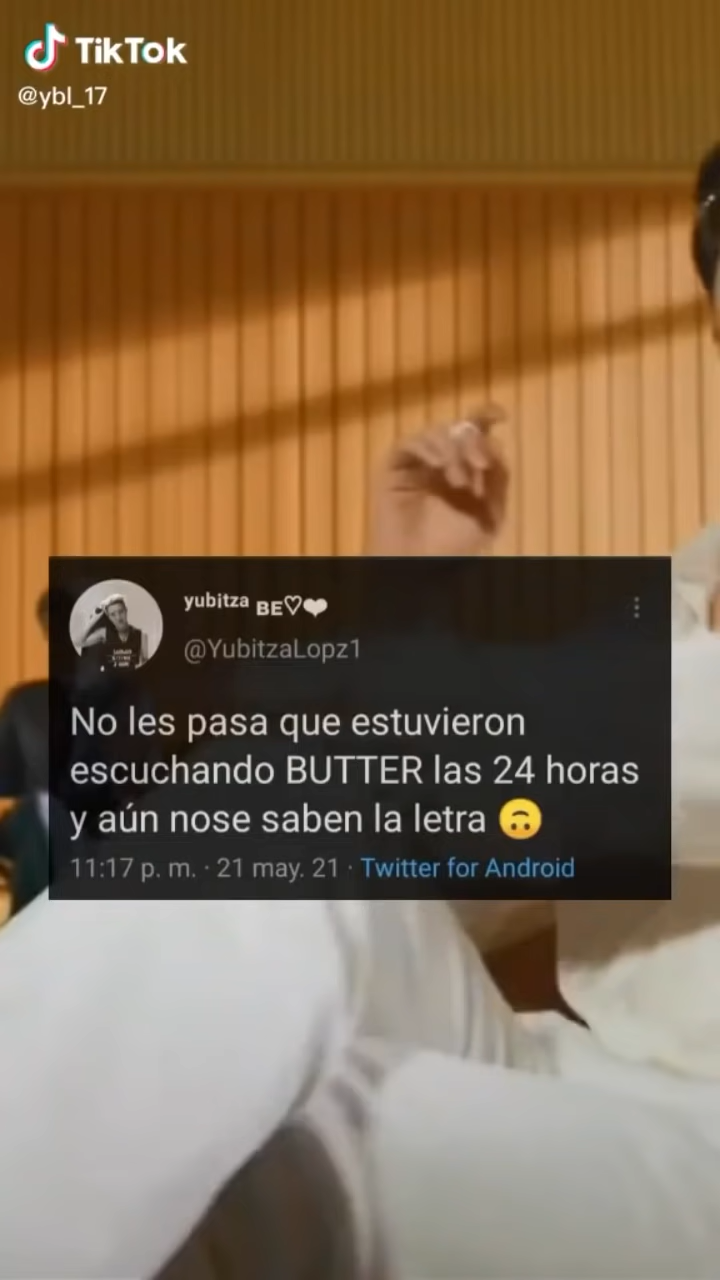 TikTok
@ybl_17
yubitza BE♡❤
@YubitzaLopz1
No les pasa que estuvieron
escuchando BUTTER las 24 horas
y aún nose saben la letra 🙃
11:17 p. m. · 21 may. 21 · Twitter for Android